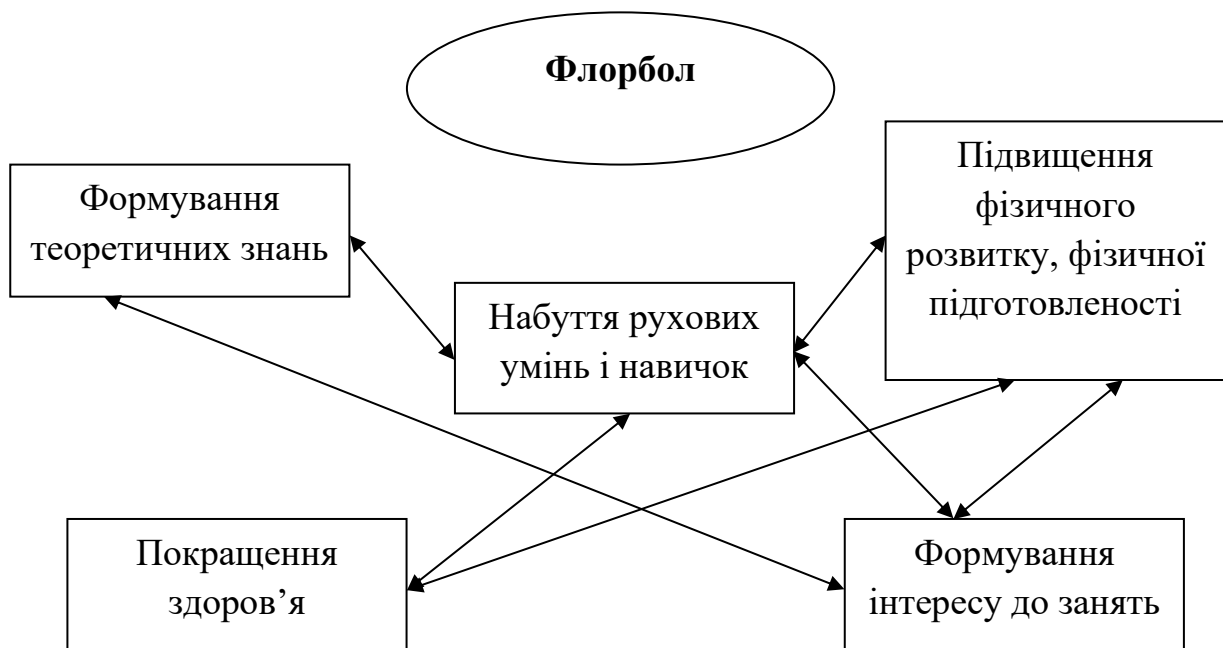 Флорбол
Формування
теоретичних знань
Підвищення
фізичного
розвитку, фізичної
підготовленості
Набуття рухових
умінь і навичок
Покращення
здоров’я
Формування
інтересу до занять